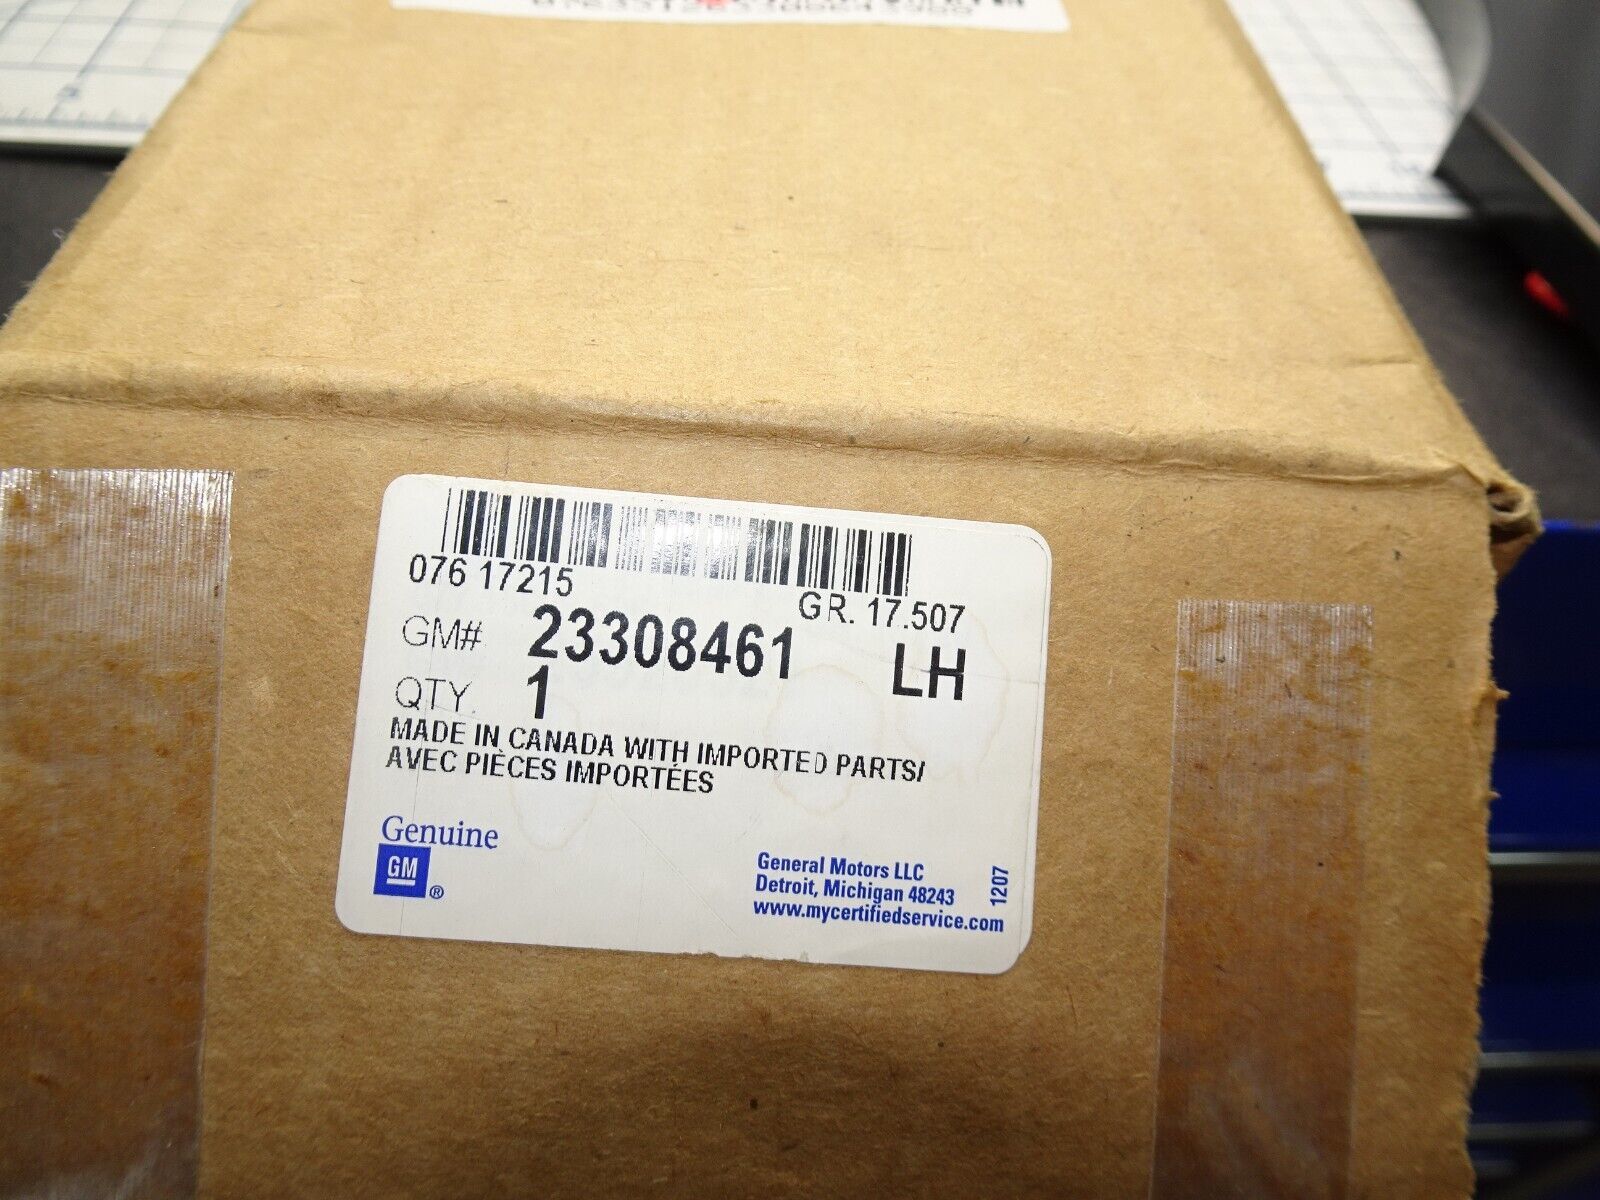 076 17215
GR. 17.507
GM# 23308461 LH
QTY. 1
MADE IN CANADA WITH IMPORTED PARTS/
AVEC PIÈCES IMPORTÉES
Genuine
GM ®
General Motors LLC
Detroit, Michigan 48243
www.mycertifiedservice.com
1207